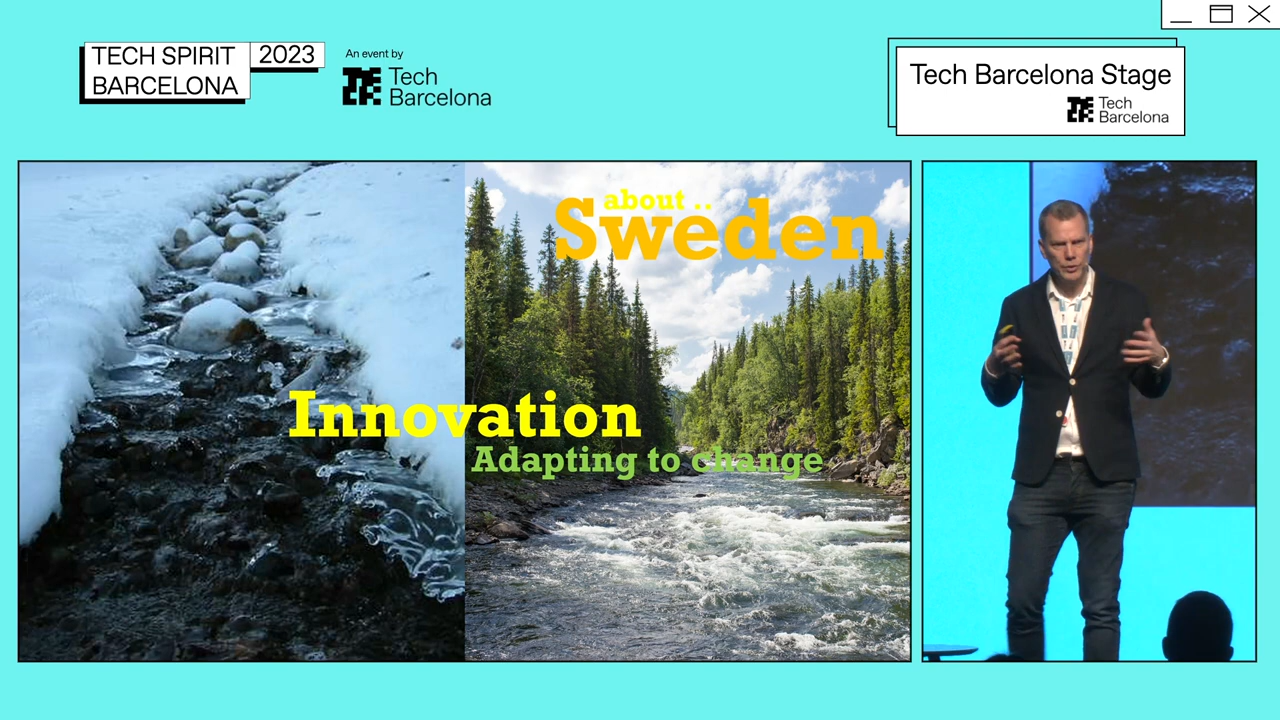 TECH SPIRIT
BARCELONA
2023
An event by
Tech
Barcelona
Tech Barcelona Stage
Tech
Barcelona
about ..
Sweden
Innovation
Adapting to change